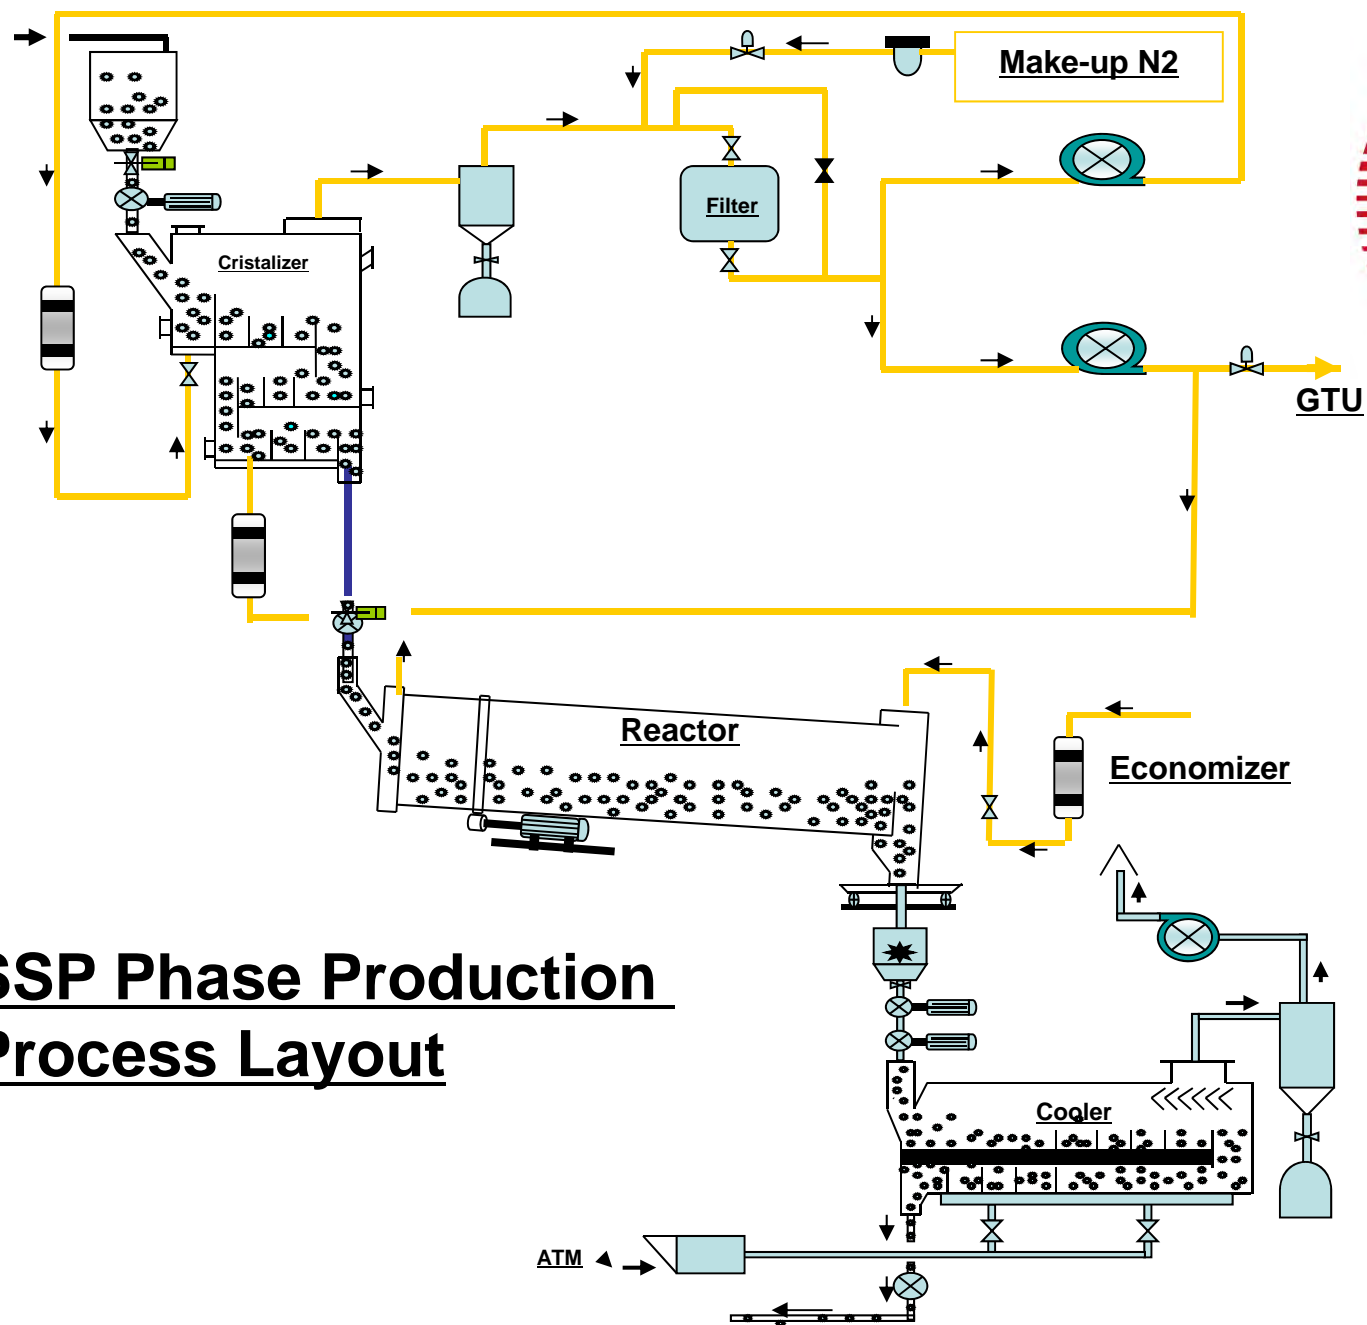 Make-up N2
Filter
Cristalizer
GTU
Reactor
Economizer
SSP Phase Production
Process Layout
Cooler
ATM